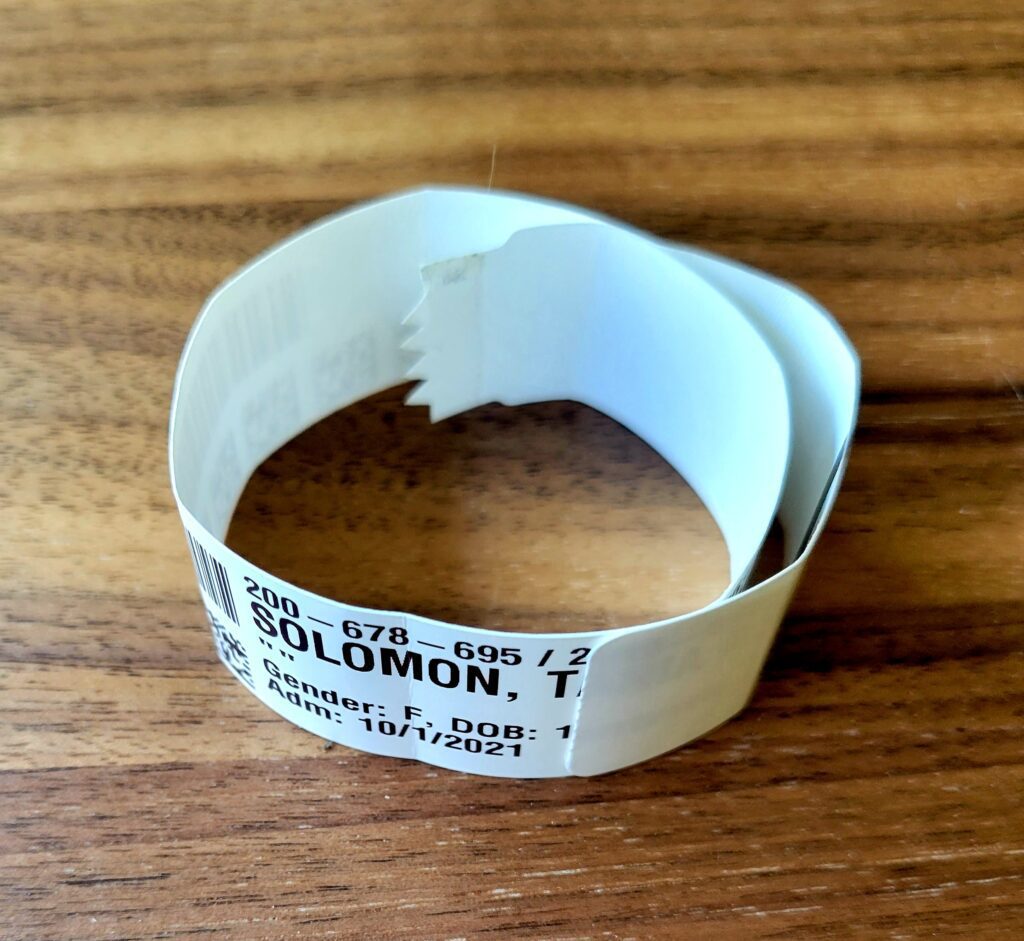 200-678-695 / 2
SOLOMON, T
""
Gender: F, DOB: 1
Adm: 10/1/2021